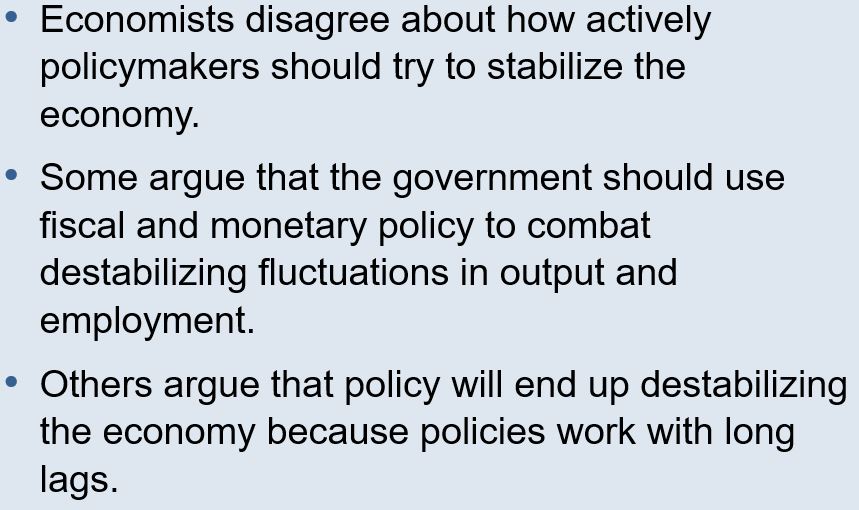 • Economists disagree about how actively
policymakers should try to stabilize the
economy.
• Some argue that the government should use
fiscal and monetary policy to combat
destabilizing fluctuations in output and
employment.
• Others argue that policy will end up destabilizing
the economy because policies work with long
lags.